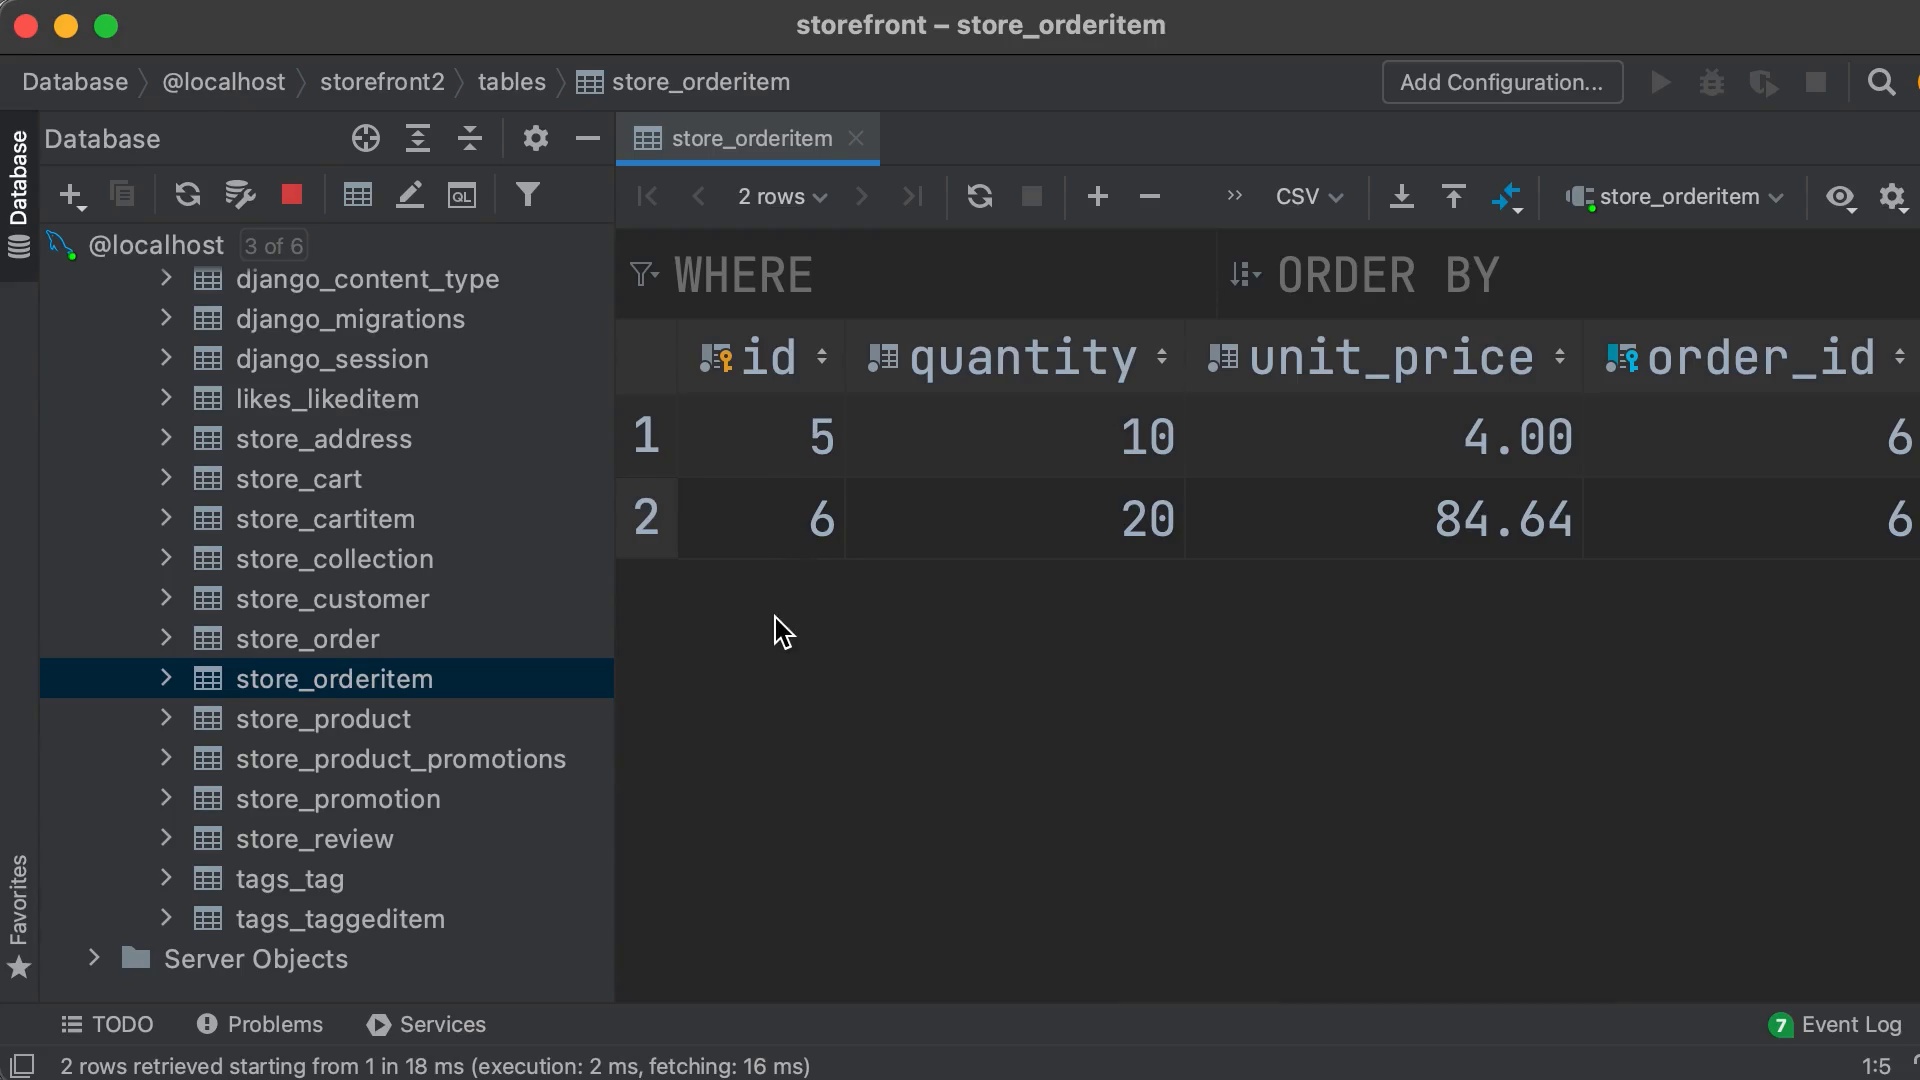 storefront – store_orderitem
Database @localhost storefront2 tables store_orderitem Add Configuration...
Database
Database
store_orderitem
QL
2 rows CSV store_orderitem
@localhost 3 of 6
WHERE ORDER BY
django_content_type
django_migrations
django_session
likes_likeditem
store_address
store_cart
store_cartitem
store_collection
store_customer
store_order
store_orderitem
store_product
store_product_promotions
store_promotion
store_review
tags_tag
tags_taggeditem
Server Objects
id quantity unit_price order_id
1 5 10 4.00 6
2 6 20 84.64 6
Favorites
TODO Problems Services 7 Event Log
2 rows retrieved starting from 1 in 18 ms (execution: 2 ms, fetching: 16 ms) 1:5